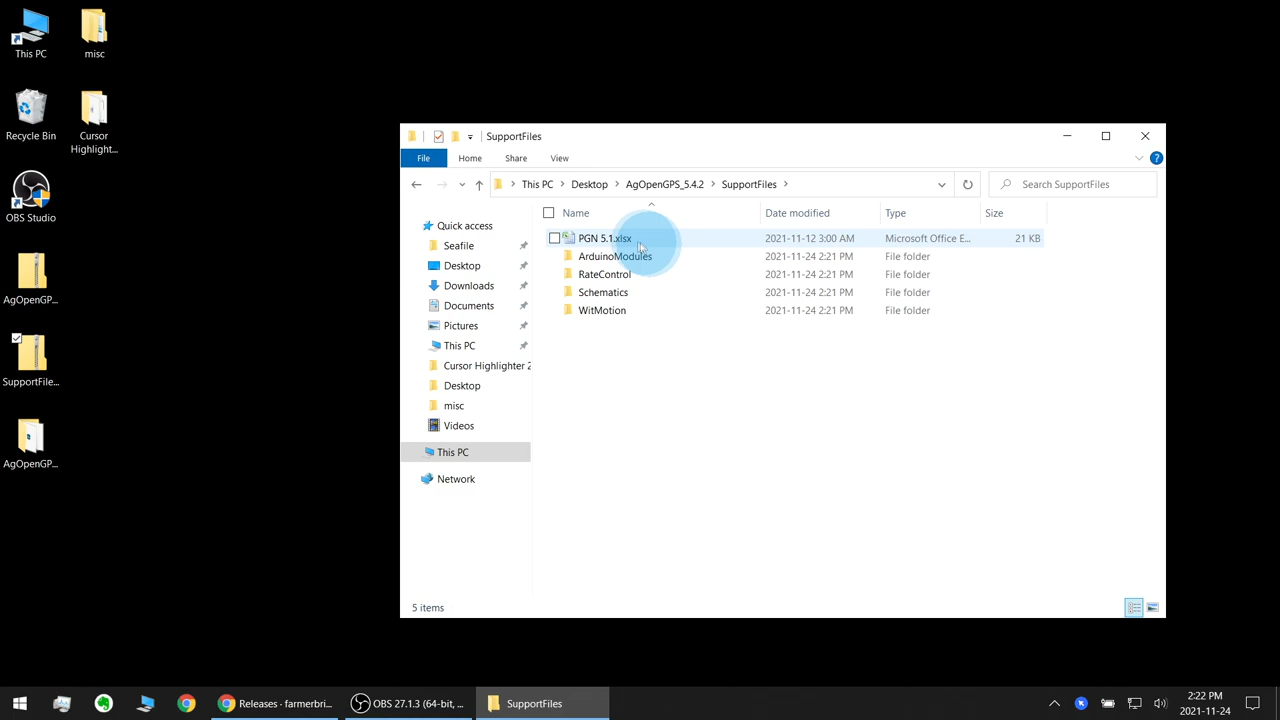 This PC
misc
Recycle Bin
Cursor
Highlight...
OBS Studio
AgOpenGP...
SupportFile...
AgOpenGP...
SupportFiles
File Home Share View
This PC Desktop AgOpenGPS_5.4.2 SupportFiles
Search SupportFiles
Name Date modified Type Size
PGN 5.1.xlsx 2021-11-12 3:00 AM Microsoft Office E... 21 KB
ArduinoModules 2021-11-24 2:21 PM File folder
RateControl 2021-11-24 2:21 PM File folder
Schematics 2021-11-24 2:21 PM File folder
WitMotion 2021-11-24 2:21 PM File folder
Quick access
Seafile
Desktop
Downloads
Documents
Pictures
This PC
Cursor Highlighter 2
Desktop
misc
Videos
This PC
Network
5 items
Releases · farmerbri...
OBS 27.1.3 (64-bit, ...
SupportFiles
2:22 PM
2021-11-24